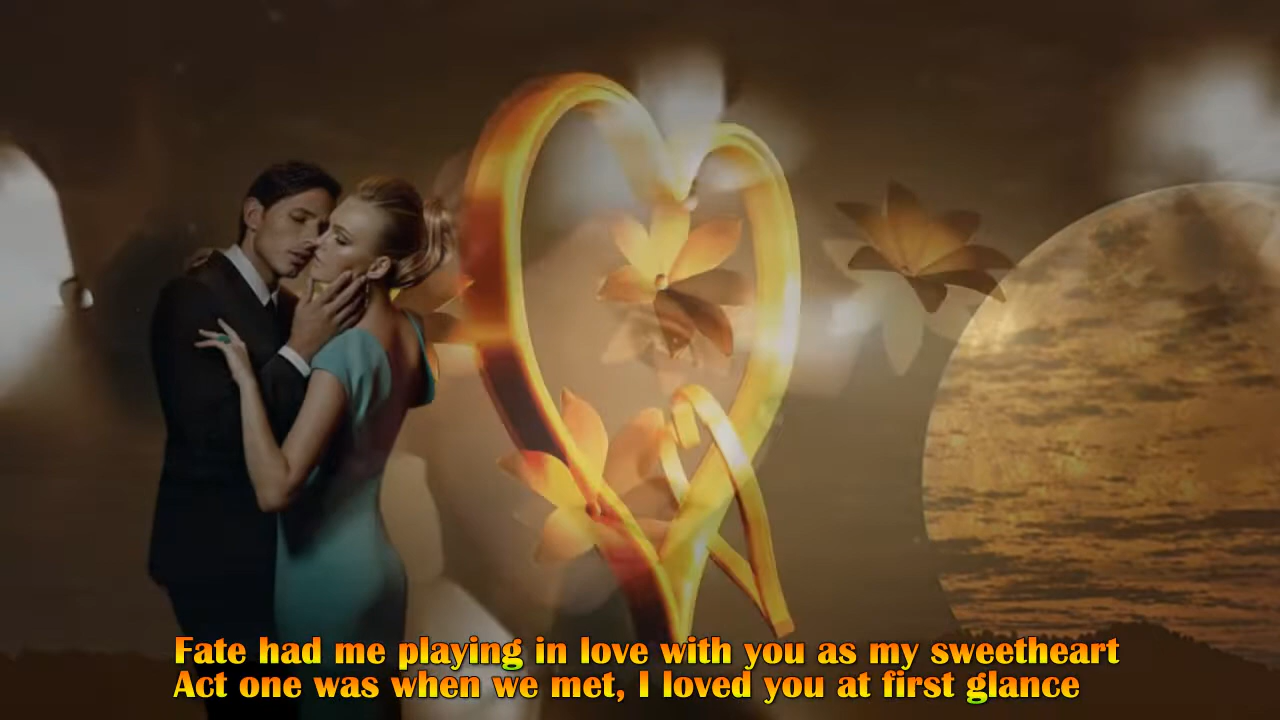 Fate had me playing in love with you as my sweetheart
Act one was when we met, I loved you at first glance